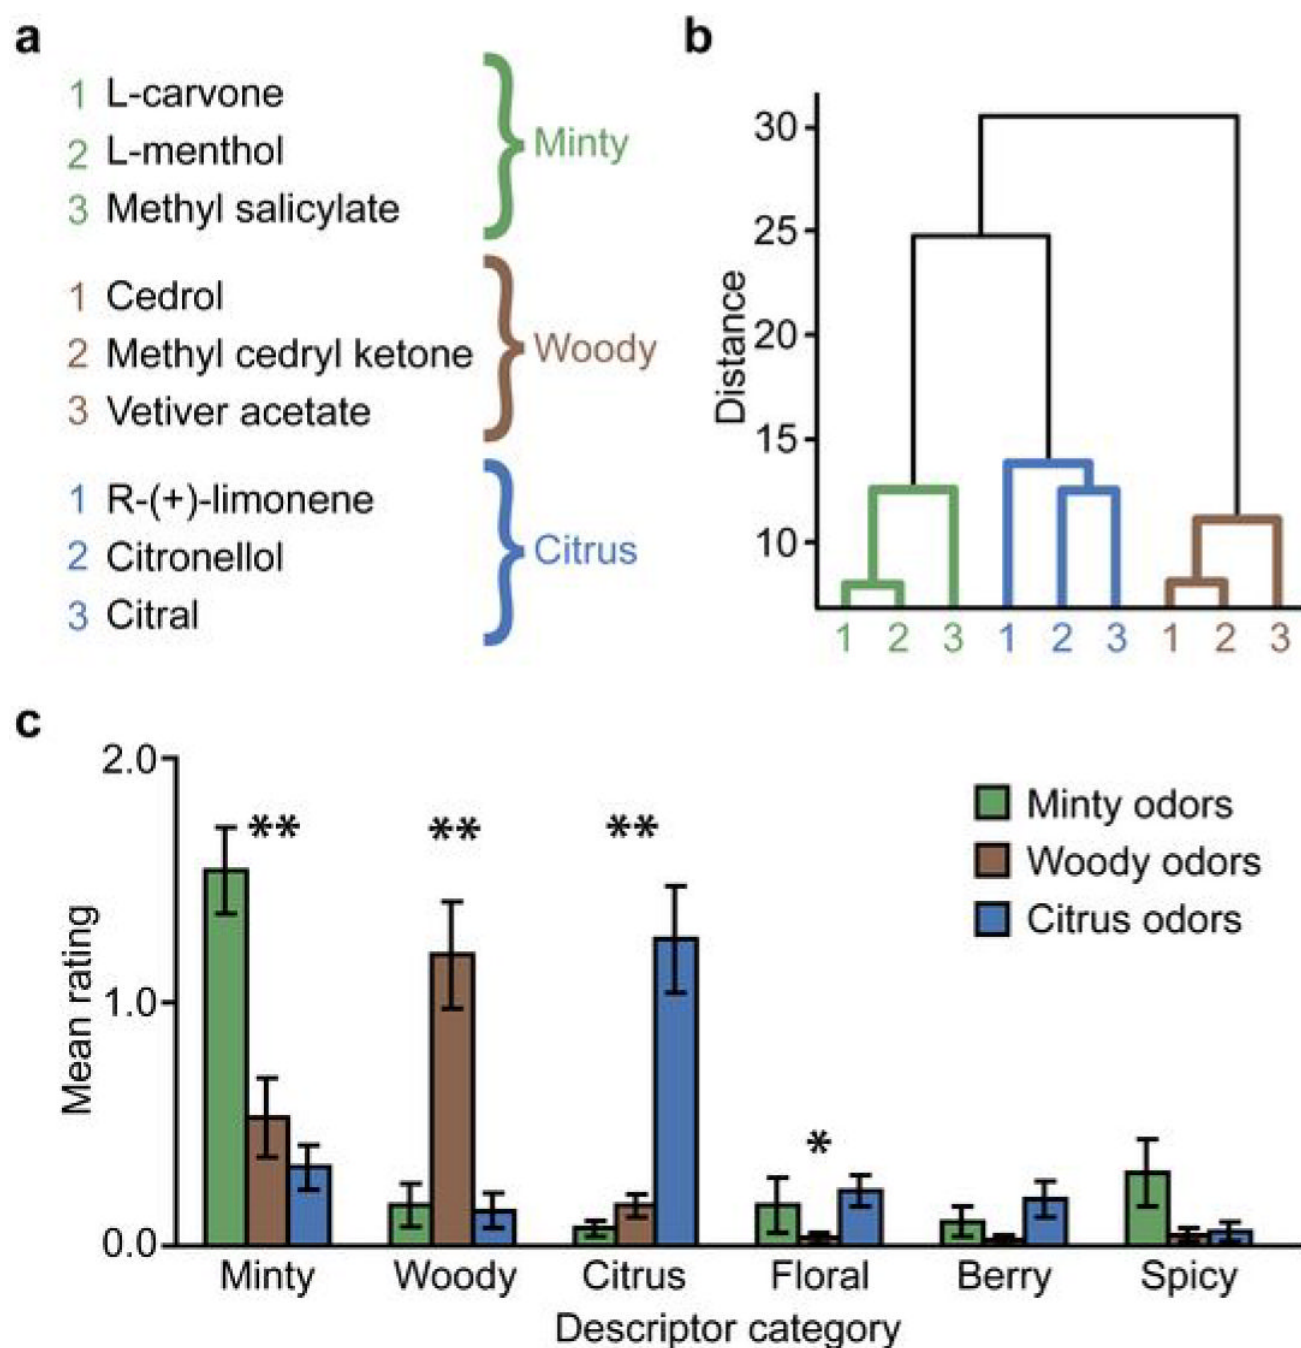 a
1 L-carvone
2 L-menthol
3 Methyl salicylate
Minty
1 Cedrol
2 Methyl cedryl ketone
3 Vetiver acetate
Woody
1 R-(+)-limonene
2 Citronellol
3 Citral
Citrus
b
Distance
30
25
20
15
10
1 2 3 1 2 3 1 2 3
c
Mean rating
2.0
1.0
0.0
** ** ** *
Minty odors
Woody odors
Citrus odors
Minty Woody Citrus Floral Berry Spicy
Descriptor category